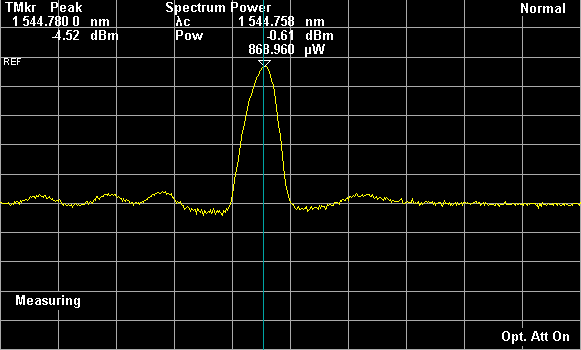 TMkr Peak Spectrum Power Normal
1 544.780 0 nm λc 1 544.758 nm
-4.52 dBm Pow -0.61 dBm
868.960 µW
REF
Measuring
Opt. Att On